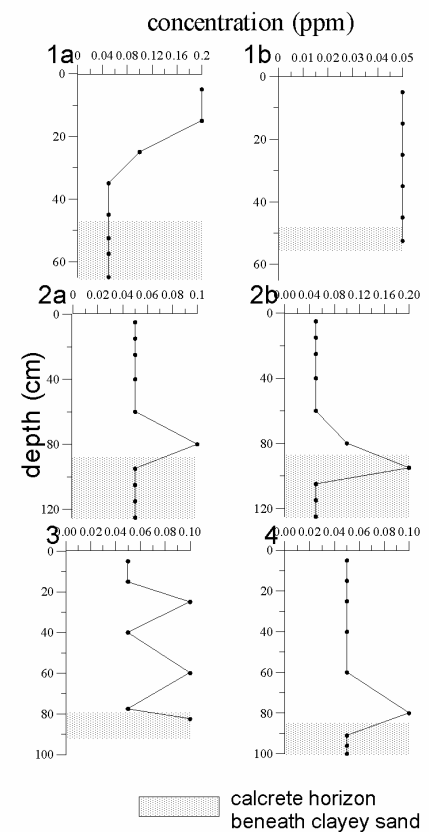 concentration (ppm)
1a
0 0.04 0.08 0.12 0.16 0.2
0
20
40
60
1b
0 0.01 0.02 0.03 0.04 0.05
0
20
40
60
2a
0 0.02 0.04 0.06 0.08 0.1
0
40
80
120
2b
0.00 0.04 0.08 0.12 0.16 0.20
0
40
80
120
depth (cm)
3
0.00 0.02 0.04 0.06 0.08 0.10
0
20
40
60
80
100
4
0.00 0.02 0.04 0.06 0.08 0.10
0
20
40
60
80
100
calcrete horizon
beneath clayey sand